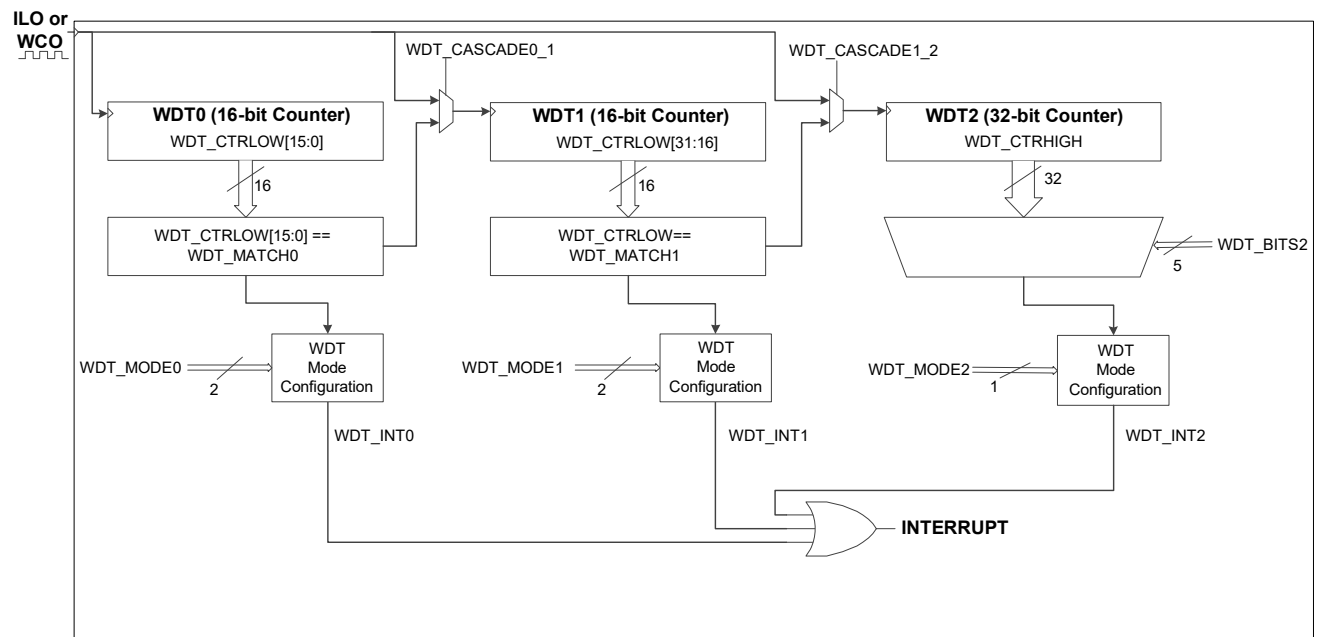 ILO or
WCO
WDT_CASCADE0_1
WDT_CASCADE1_2
WDT0 (16-bit Counter)
WDT_CTRLOW[15:0]
WDT1 (16-bit Counter)
WDT_CTRLOW[31:16]
WDT2 (32-bit Counter)
WDT_CTRHIGH
16
16
32
WDT_CTRLOW[15:0] ==
WDT_MATCH0
WDT_CTRLOW==
WDT_MATCH1
WDT_BITS2
5
WDT_MODE0
2
WDT
Mode
Configuration
WDT_MODE1
2
WDT
Mode
Configuration
WDT_MODE2
1
WDT
Mode
Configuration
WDT_INT0
WDT_INT1
WDT_INT2
INTERRUPT